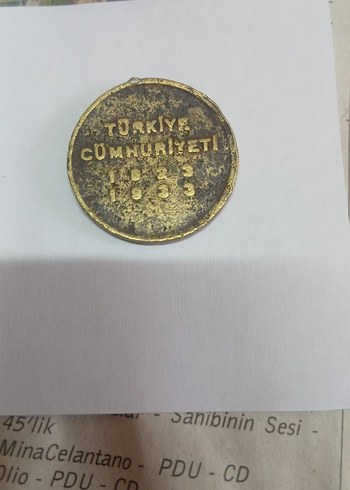 TÜRKİYE
CÜMHURİYETİ
1923
1933
- Sahibinin Sesi -
45'lik
MinaCelantano - PDU - CD
Olio - PDU - CD